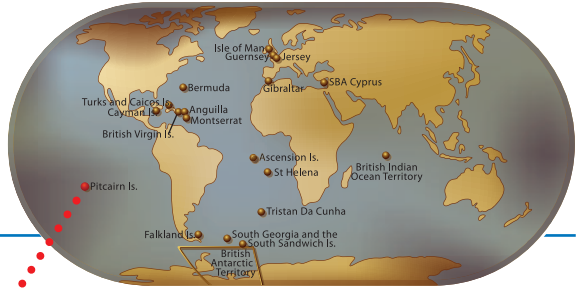 Isle of Man
Guernsey
Jersey
Gibraltar
SBA Cyprus
Bermuda
Turks and Caicos Is.
Cayman Is.
Anguilla
Montserrat
British Virgin Is.
Ascension Is.
St Helena
British Indian
Ocean Territory
Pitcairn Is.
Tristan Da Cunha
Falkland Is.
South Georgia and the
South Sandwich Is.
British
Antarctic
Territory